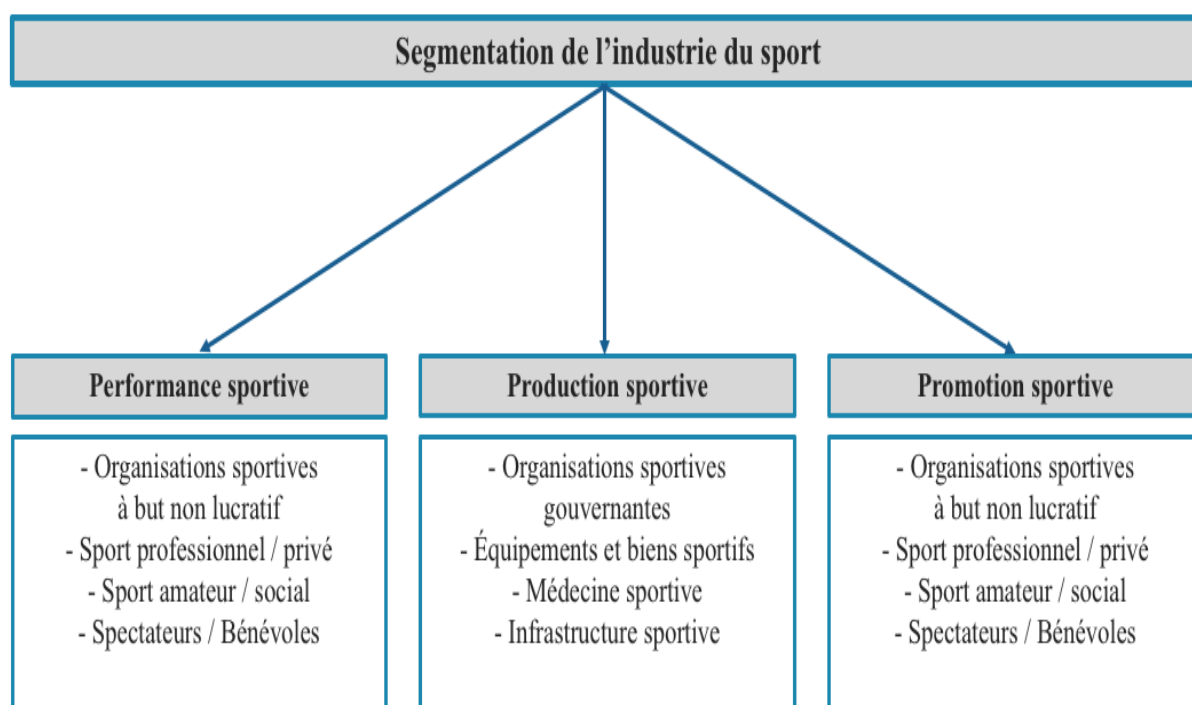 Segmentation de l’industrie du sport
Performance sportive
- Organisations sportives
à but non lucratif
- Sport professionnel / privé
- Sport amateur / social
- Spectateurs / Bénévoles
Production sportive
- Organisations sportives
gouvernantes
- Équipements et biens sportifs
- Médecine sportive
- Infrastructure sportive
Promotion sportive
- Organisations sportives
à but non lucratif
- Sport professionnel / privé
- Sport amateur / social
- Spectateurs / Bénévoles